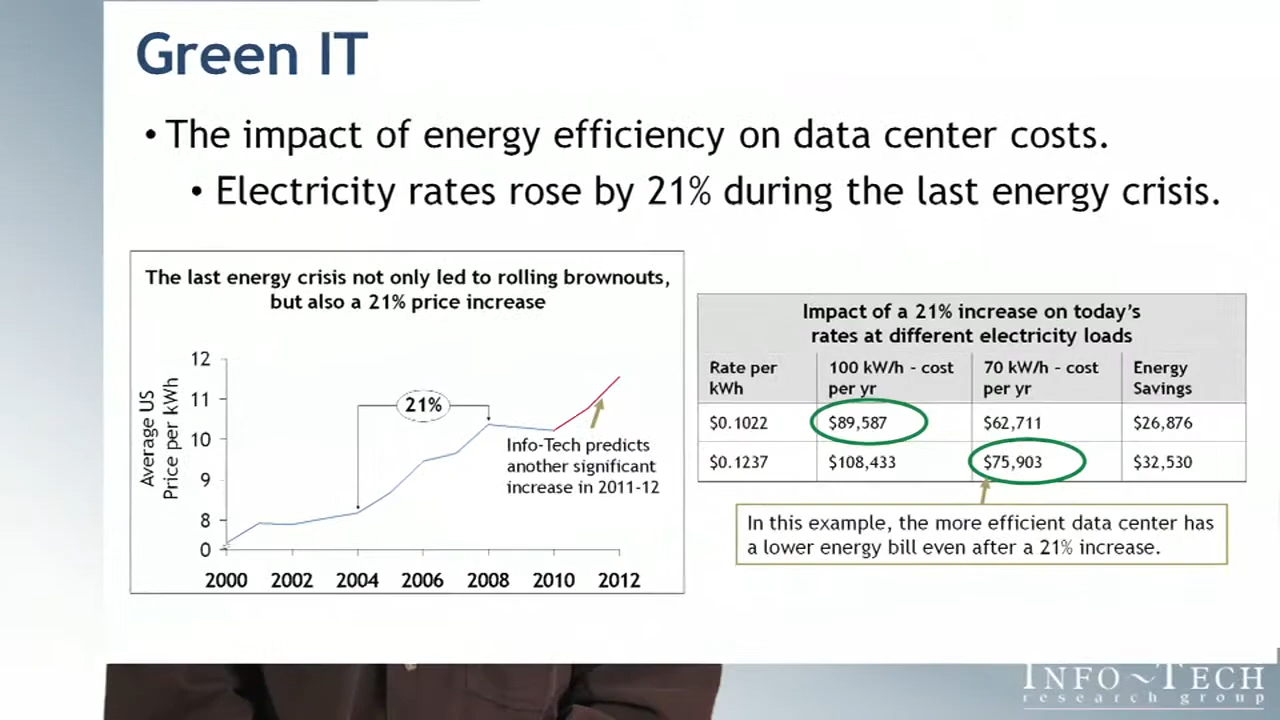 Green IT
• The impact of energy efficiency on data center costs.
• Electricity rates rose by 21% during the last energy crisis.
The last energy crisis not only led to rolling brownouts,
but also a 21% price increase
Average US
Price per kWh
12
11
10
9
8
0
21%
Info-Tech predicts
another significant
increase in 2011-12
2000 2002 2004 2006 2008 2010 2012
Impact of a 21% increase on today's
rates at different electricity loads
Rate per 100 kW/h - cost 70 kW/h - cost Energy
kWh per yr per yr Savings
$0.1022 $89,587 $62,711 $26,876
$0.1237 $108,433 $75,903 $32,530
In this example, the more efficient data center has
a lower energy bill even after a 21% increase.
INFO~TECH
research group